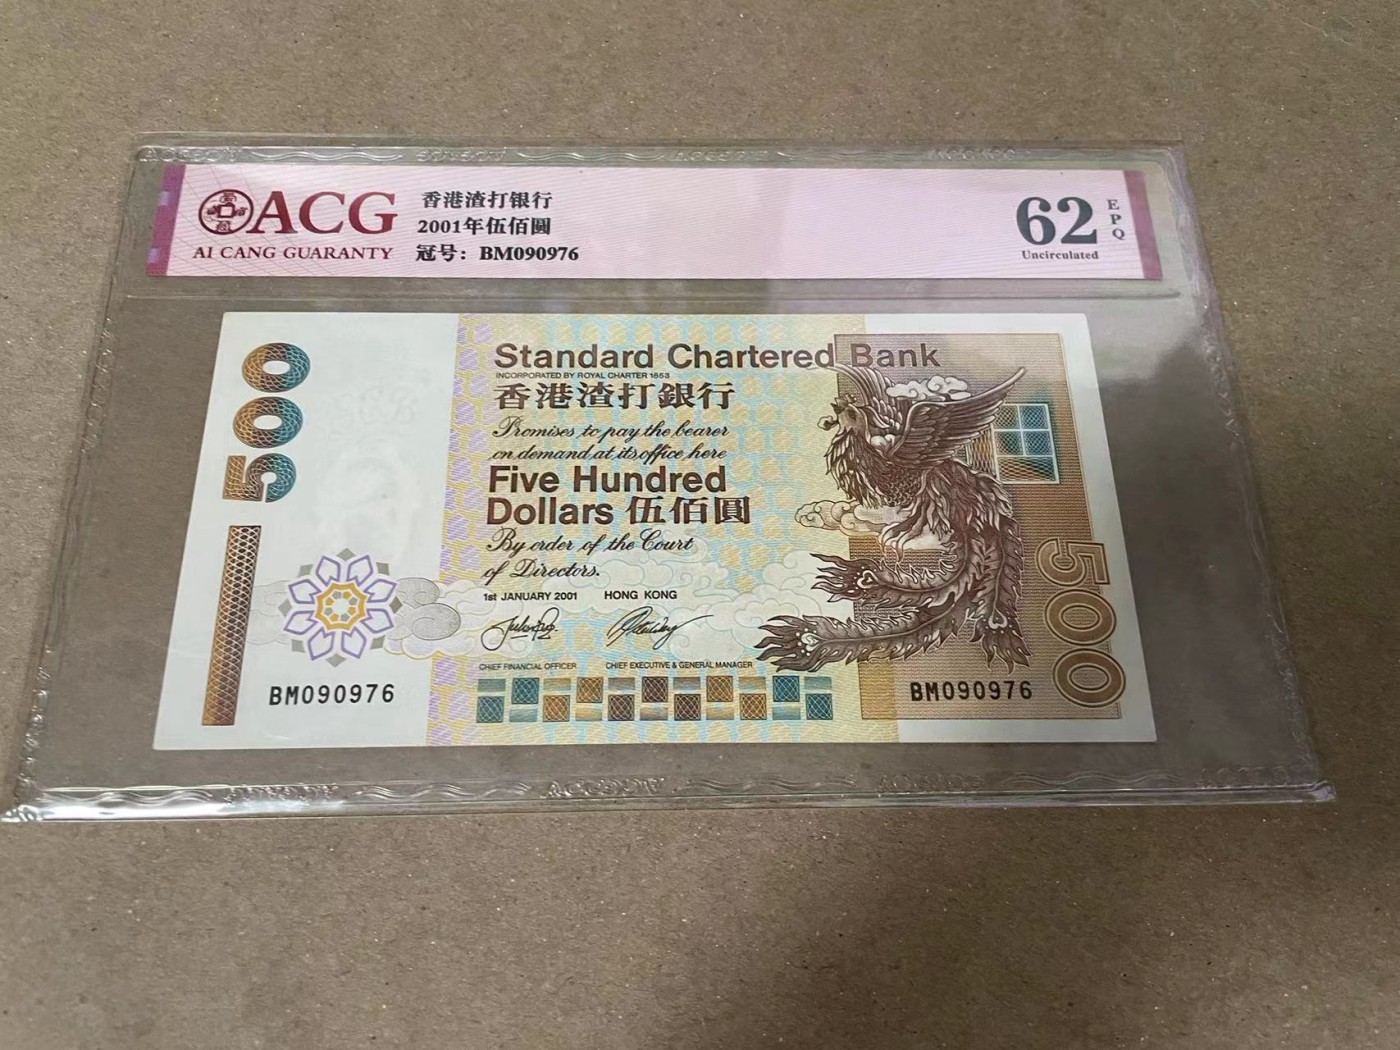 ACG
AI CANG GUARANTY
香港渣打银行
2001年伍佰圆
冠号：BM090976
62
EPQ
Uncirculated
500
Standard Chartered Bank
INCORPORATED BY ROYAL CHARTER 1853
香港渣打銀行
Promises to pay the bearer
on demand at its office here
Five Hundred
Dollars 伍佰圓
By order of the Court
of Directors.
1st JANUARY 2001 HONG KONG
CHIEF FINANCIAL OFFICER CHIEF EXECUTIVE & GENERAL MANAGER
BM090976
BM090976
500